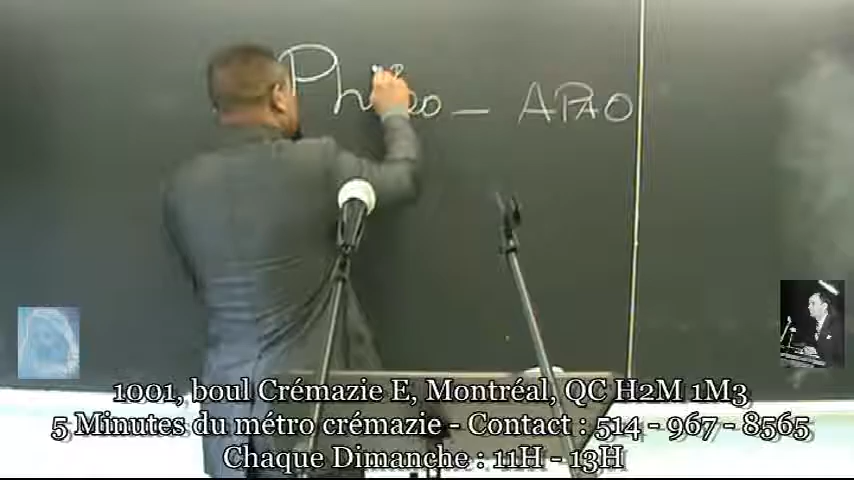 — APAO
1001, boul Crémazie E, Montréal, QC H2M 1M3
5 Minutes du métro crémazie - Contact : 514 - 967 - 8565
Chaque Dimanche : 11H - 13H